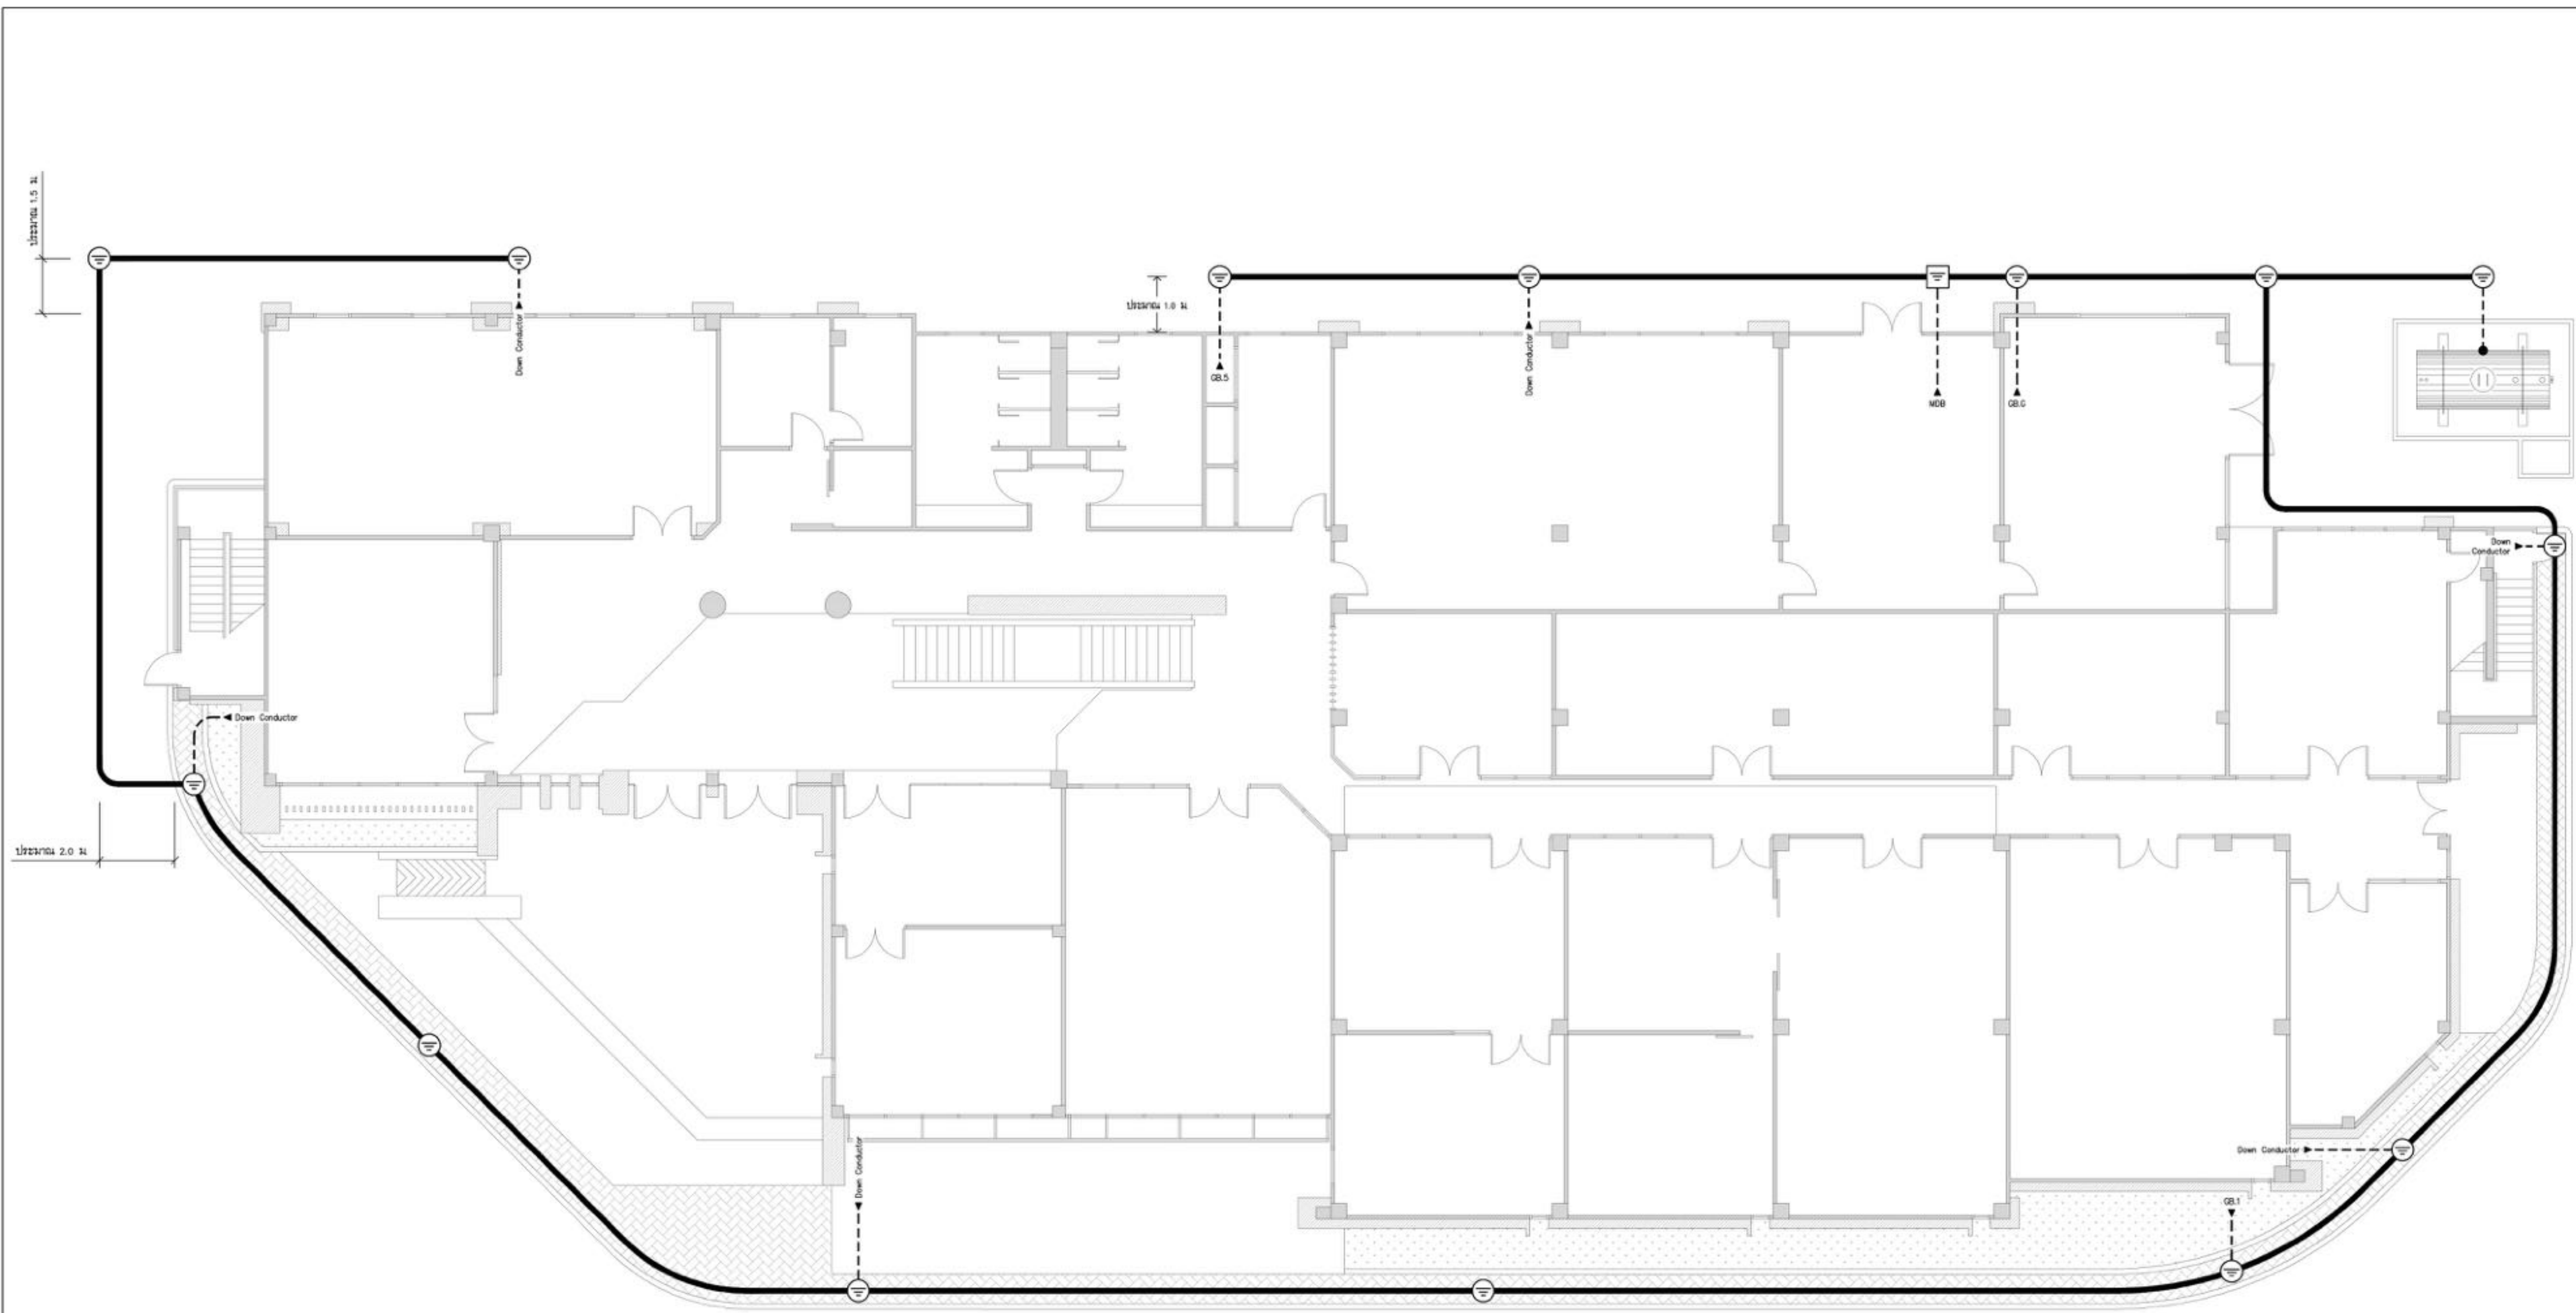 ประมาณ 1.5 ม
Down Conductor
ประมาณ 1.0 ม
GB.5
Down Conductor
MDB
GB.G
Down
Conductor
Down Conductor
ประมาณ 2.0 ม
Down Conductor
Down Conductor
GB.1